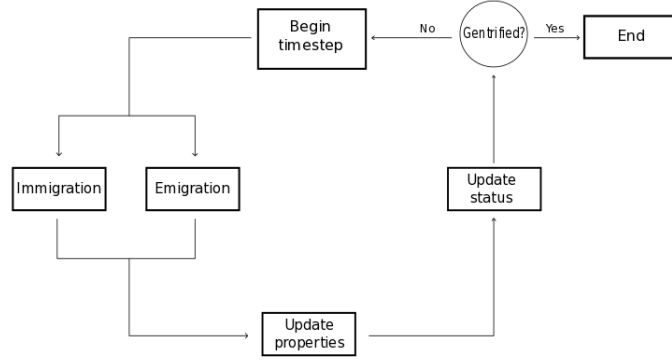 Begin
timestep
No
Gentrified?
Yes
End
Immigration
Emigration
Update
status
Update
properties